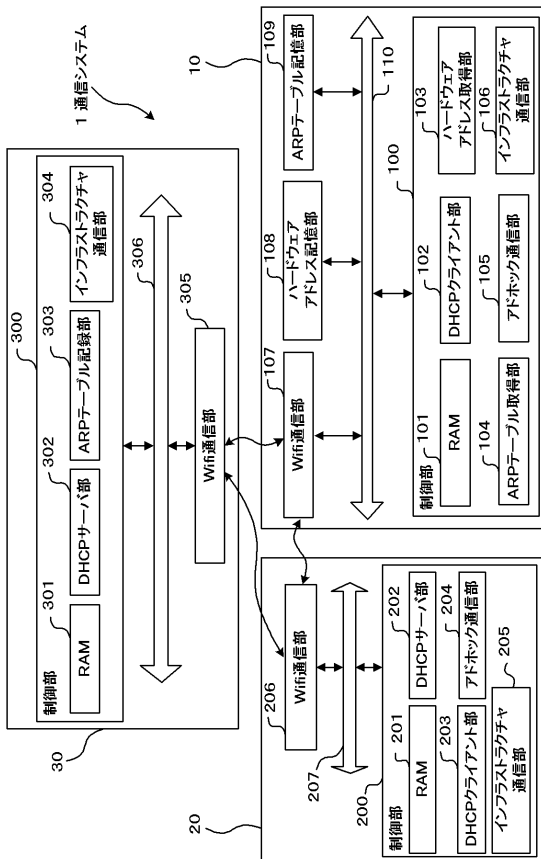 1 通信システム
30
300
制御部
301
RAM
302
DHCPサーバ部
303
ARPテーブル記録部
304
インフラストラクチャ
通信部
306
305
Wifi通信部
20
206
Wifi通信部
207
200
制御部
201
RAM
202
DHCPサーバ部
203
DHCPクライアント部
204
アドホック通信部
205
インフラストラクチャ
通信部
10
107
Wifi通信部
108
ハードウェア
アドレス記憶部
109
ARPテーブル記憶部
110
100
制御部
101
RAM
102
DHCPクライアント部
103
ハードウェア
アドレス取得部
104
ARPテーブル取得部
105
アドホック通信部
106
インフラストラクチャ
通信部